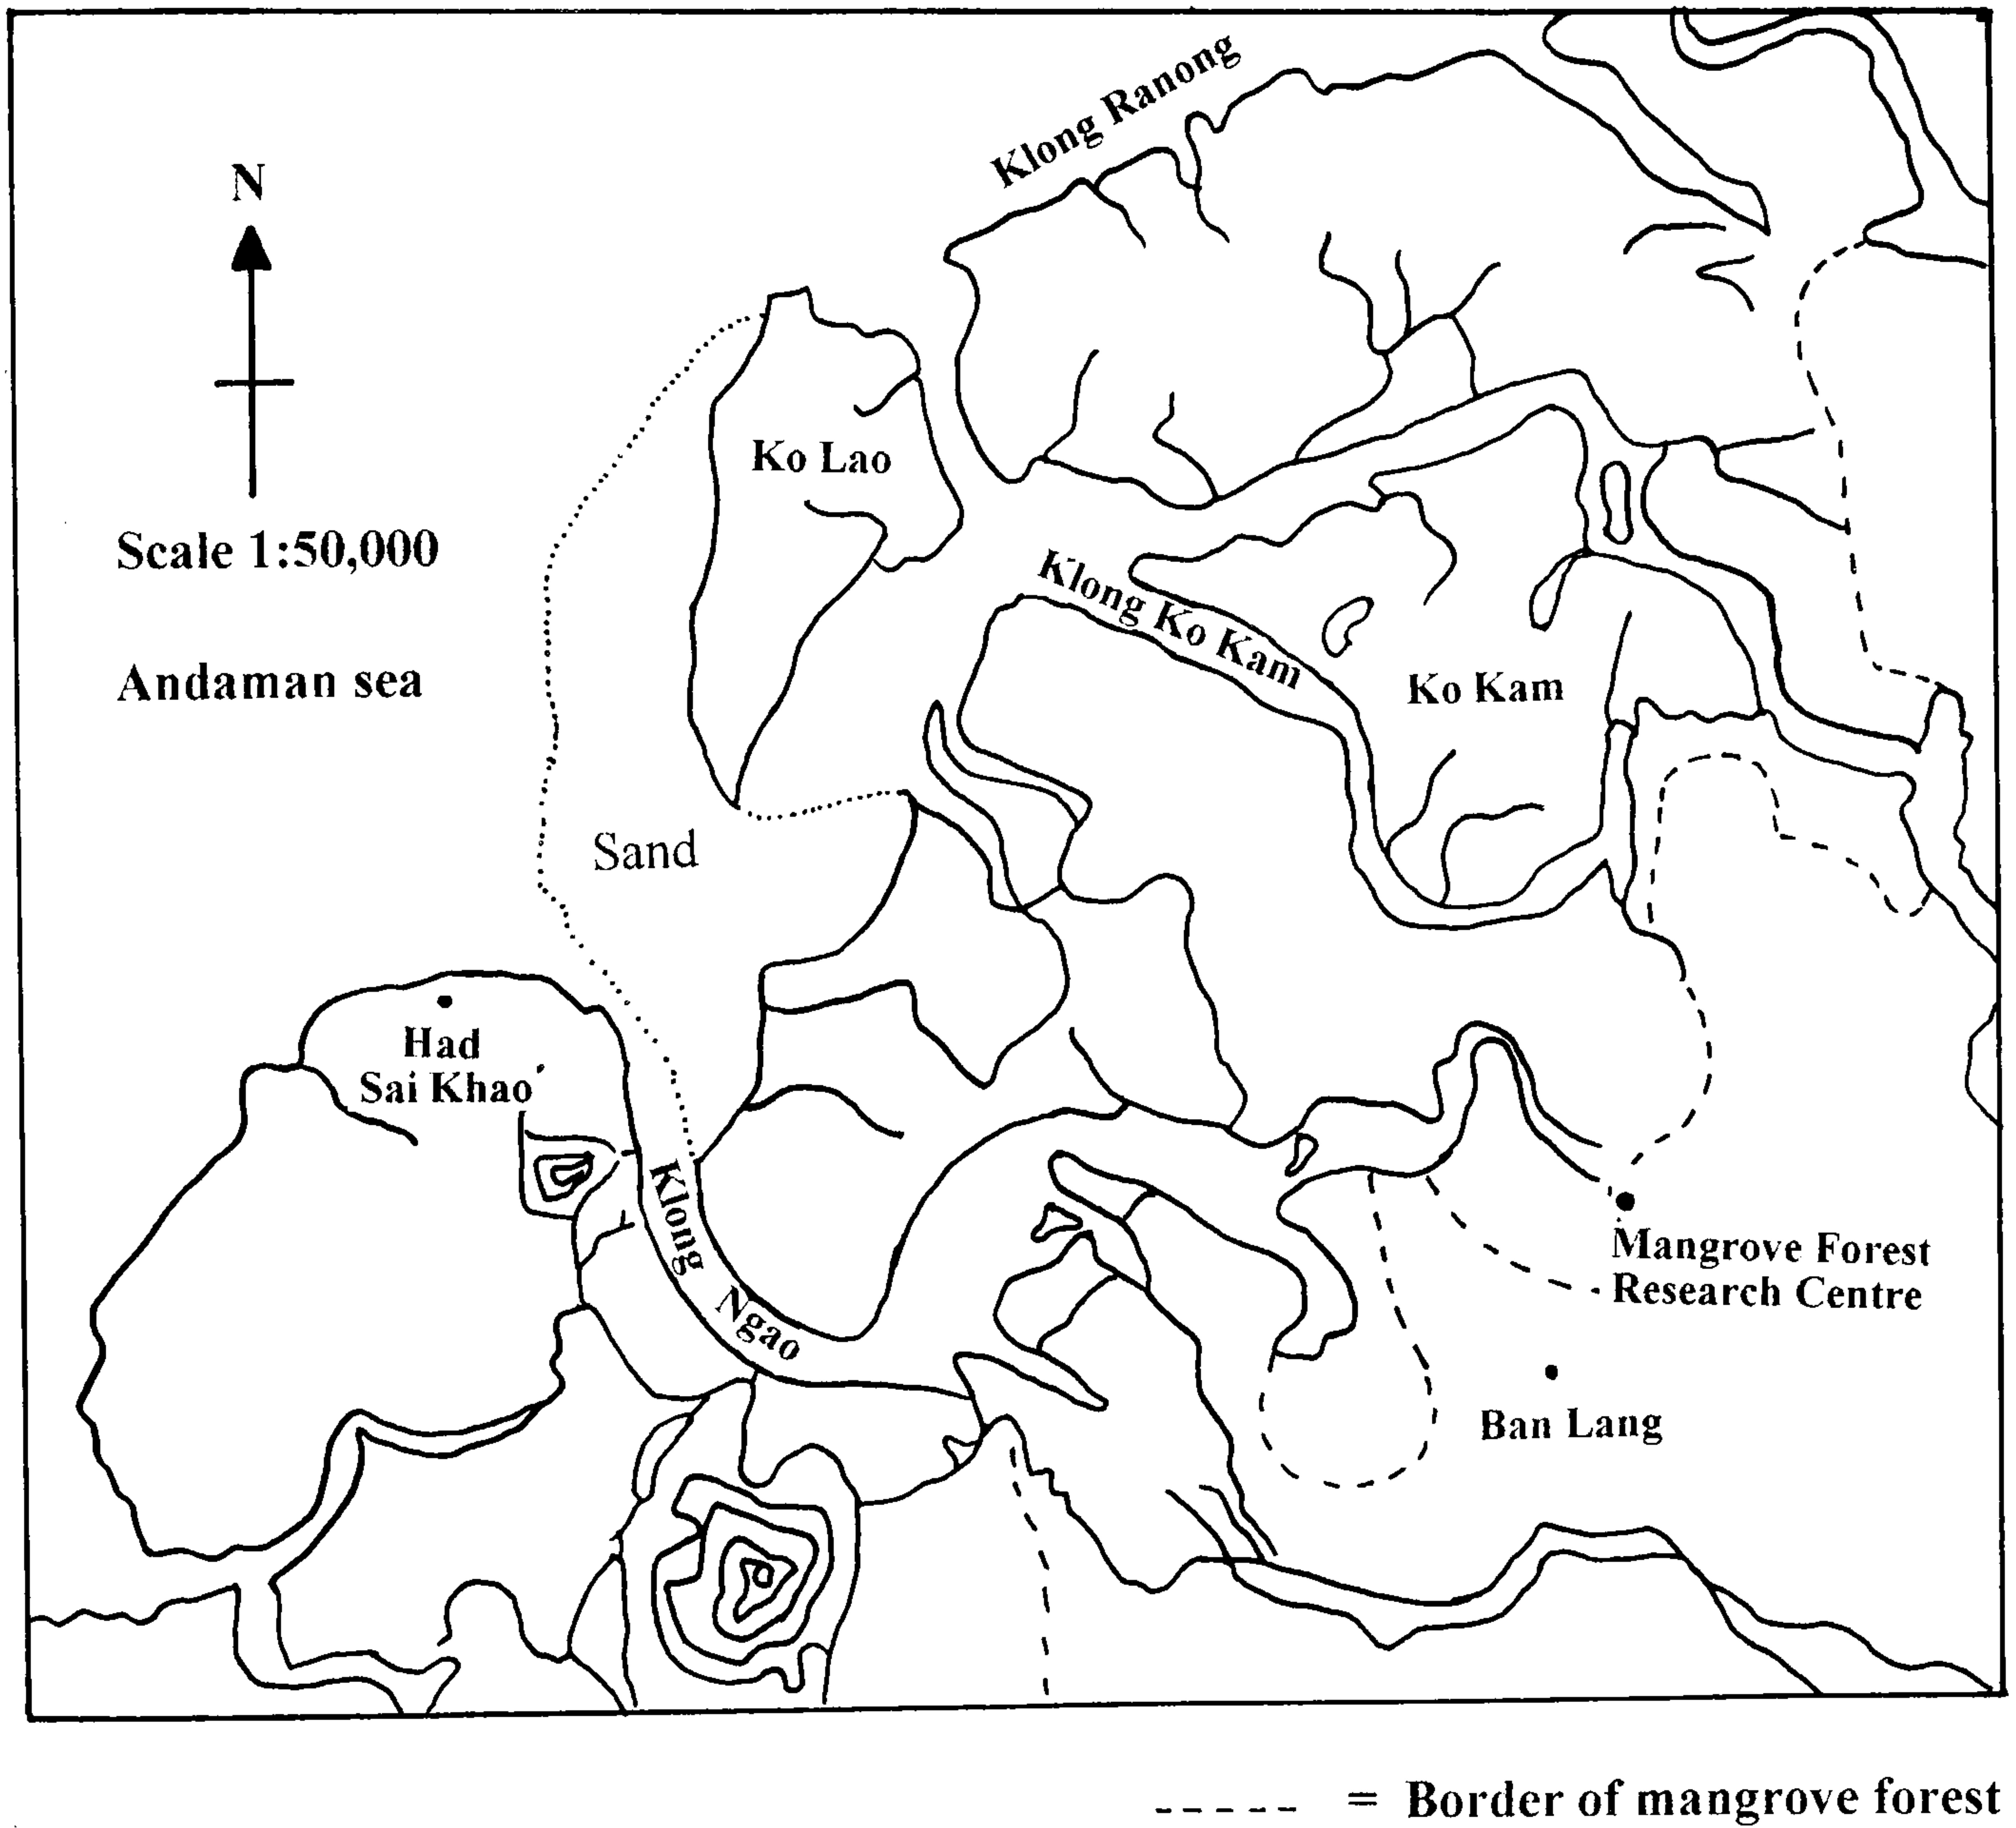 Klong Ranong
N
Ko Lao
Scale 1:50,000
Klong Ko Kam
Andaman sea
Ko Kam
Sand
Had
Sai Khao
Klong Ngao
Mangrove Forest
Research Centre
Ban Lang
----- = Border of mangrove forest